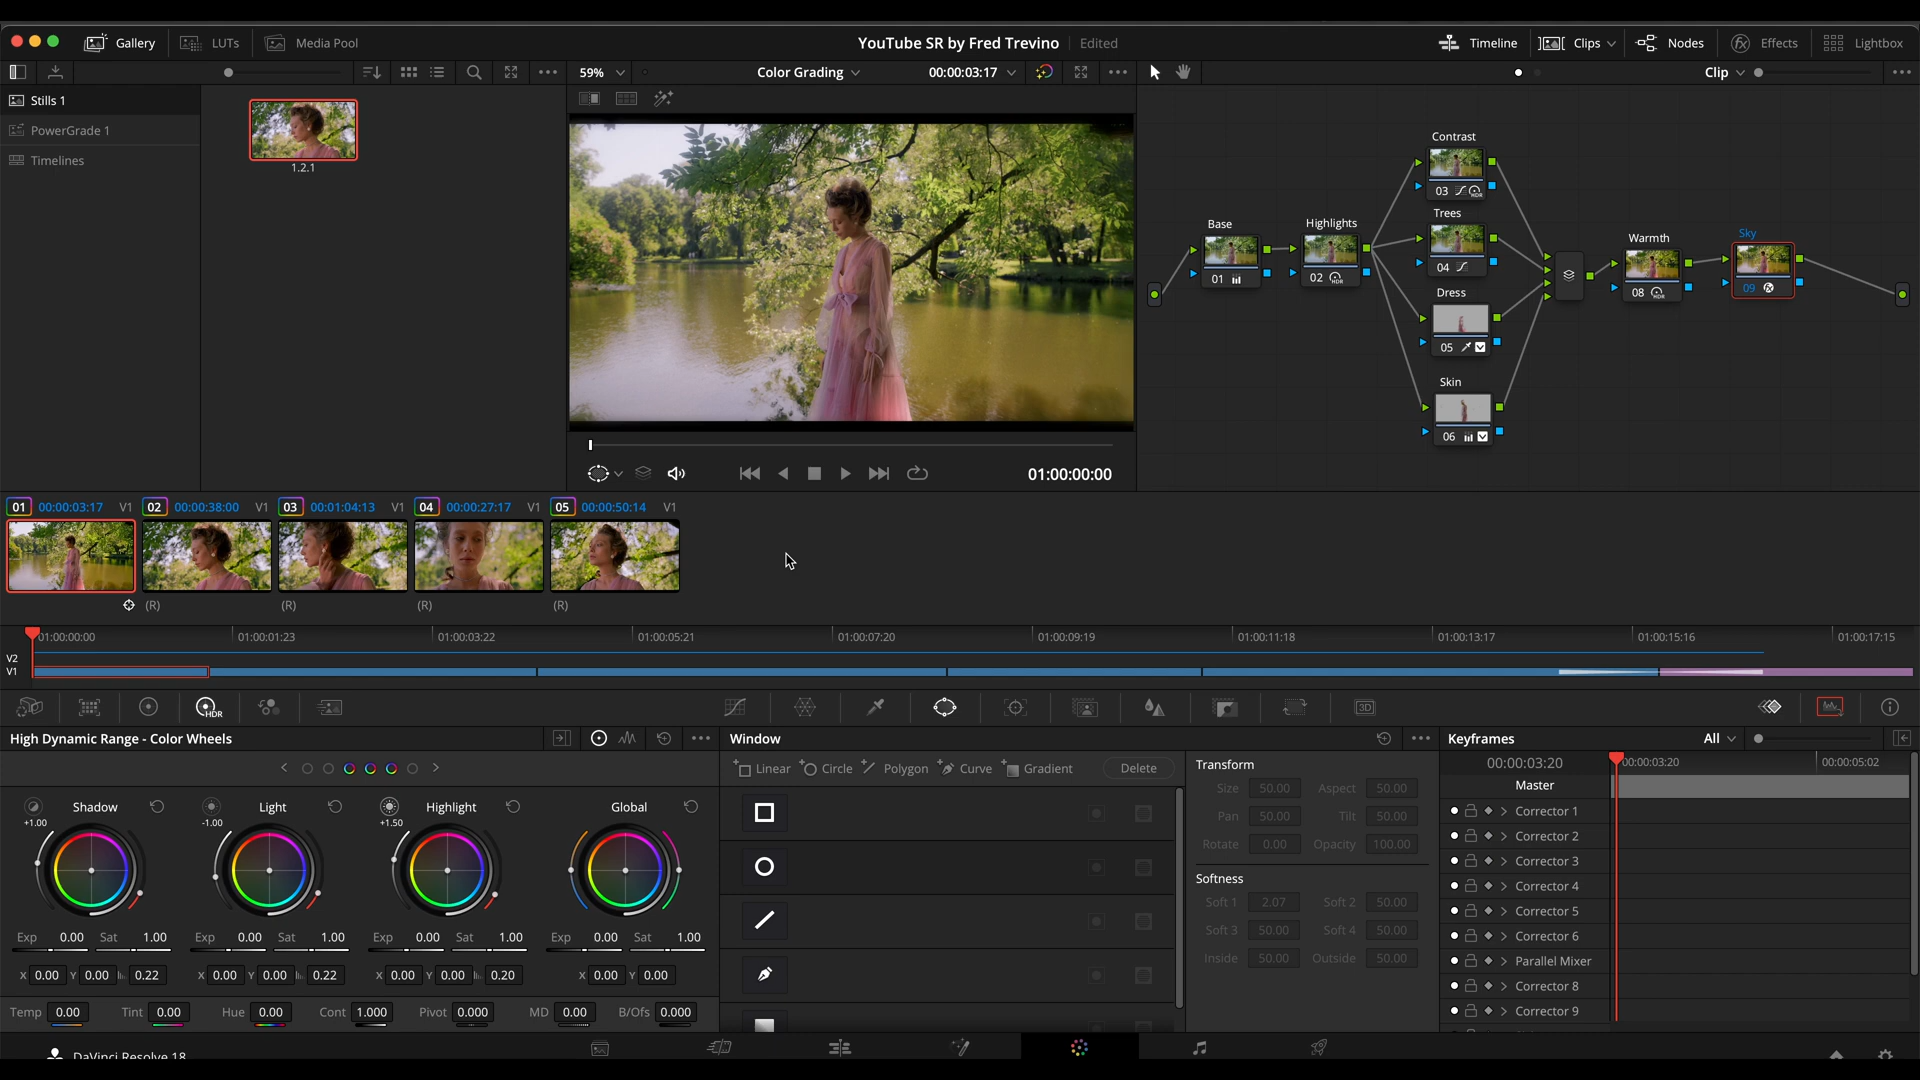 Gallery LUTs Media Pool YouTube SR by Fred Trevino Edited Timeline Clips Nodes Effects Lightbox
59% Color Grading 00:00:03:17 Clip
Stills 1
PowerGrade 1
Timelines
1.2.1
Contrast
03 HDR
Trees
04
Dress
05
Skin
06
Base
01
Highlights
02 HDR
Warmth
08 HDR
Sky
09
01:00:00:00
01 00:00:03:17 V1 02 00:00:38:00 V1 03 00:01:04:13 V1 04 00:00:27:17 V1 05 00:00:50:14 V1
(R) (R) (R) (R)
01:00:00:00 01:00:01:23 01:00:03:22 01:00:05:21 01:00:07:20 01:00:09:19 01:00:11:18 01:00:13:17 01:00:15:16 01:00:17:15
V2
V1
HDR 3D
High Dynamic Range - Color Wheels
Shadow Light Highlight Global
+1.00 -1.00 +1.50
Exp 0.00 Sat 1.00 Exp 0.00 Sat 1.00 Exp 0.00 Sat 1.00 Exp 0.00 Sat 1.00
X 0.00 Y 0.00 0.22 X 0.00 Y 0.00 0.22 X 0.00 Y 0.00 0.20 X 0.00 Y 0.00
Temp 0.00 Tint 0.00 Hue 0.00 Cont 1.000 Pivot 0.000 MD 0.00 B/Ofs 0.000
Window
Linear Circle Polygon Curve Gradient Delete
Transform
Size 50.00 Aspect 50.00
Pan 50.00 Tilt 50.00
Rotate 0.00 Opacity 100.00
Softness
Soft 1 2.07 Soft 2 50.00
Soft 3 50.00 Soft 4 50.00
Inside 50.00 Outside 50.00
Keyframes All
00:00:03:20 00:00:03:20 00:00:05:02
Master
Corrector 1
Corrector 2
Corrector 3
Corrector 4
Corrector 5
Corrector 6
Parallel Mixer
Corrector 8
Corrector 9
DaVinci Resolve 18